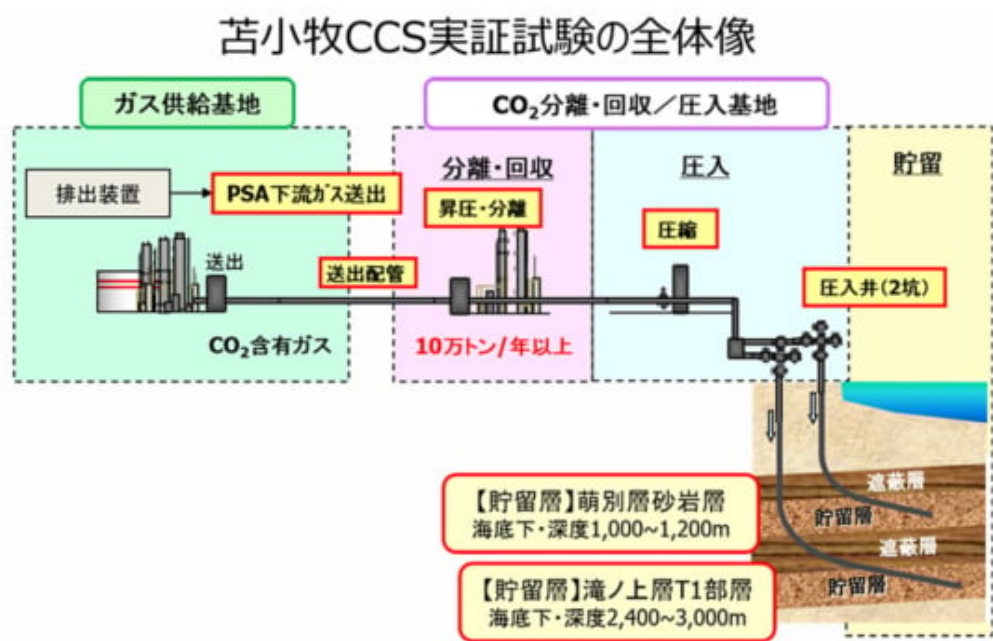 苫小牧CCS実証試験の全体像
ガス供給基地
CO₂分離・回収／圧入基地
分離・回収
圧入
貯留
排出装置
PSA下流ガス送出
昇圧・分離
圧縮
送出
送出配管
圧入井(2坑)
CO₂含有ガス
10万トン/年以上
遮蔽層
貯留層
遮蔽層
貯留層
【貯留層】萌別層砂岩層
海底下・深度1,000~1,200m
【貯留層】滝ノ上層T1部層
海底下・深度2,400~3,000m